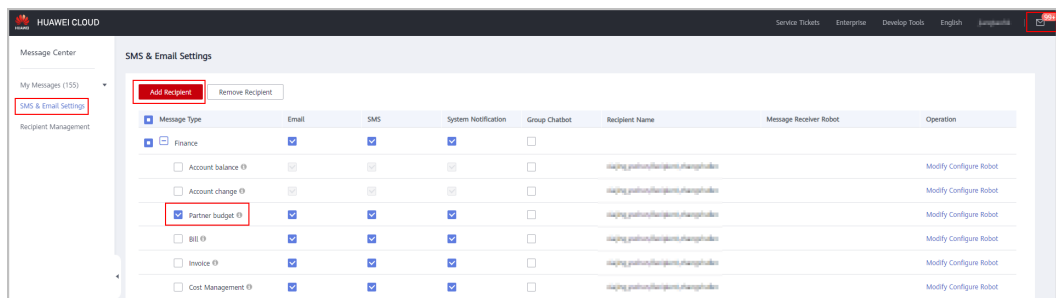 HUAWEI
HUAWEI CLOUD
Service Tickets Enterprise Develop Tools English
99+
Message Center
SMS & Email Settings
My Messages (155)
Add Recipient Remove Recipient
SMS & Email Settings
Message Type Email SMS System Notification Group Chatbot Recipient Name Message Receiver Robot Operation
Recipient Management
Finance
Account balance Modify Configure Robot
Account change Modify Configure Robot
Partner budget Modify Configure Robot
Bill Modify Configure Robot
Invoice Modify Configure Robot
Cost Management Modify Configure Robot